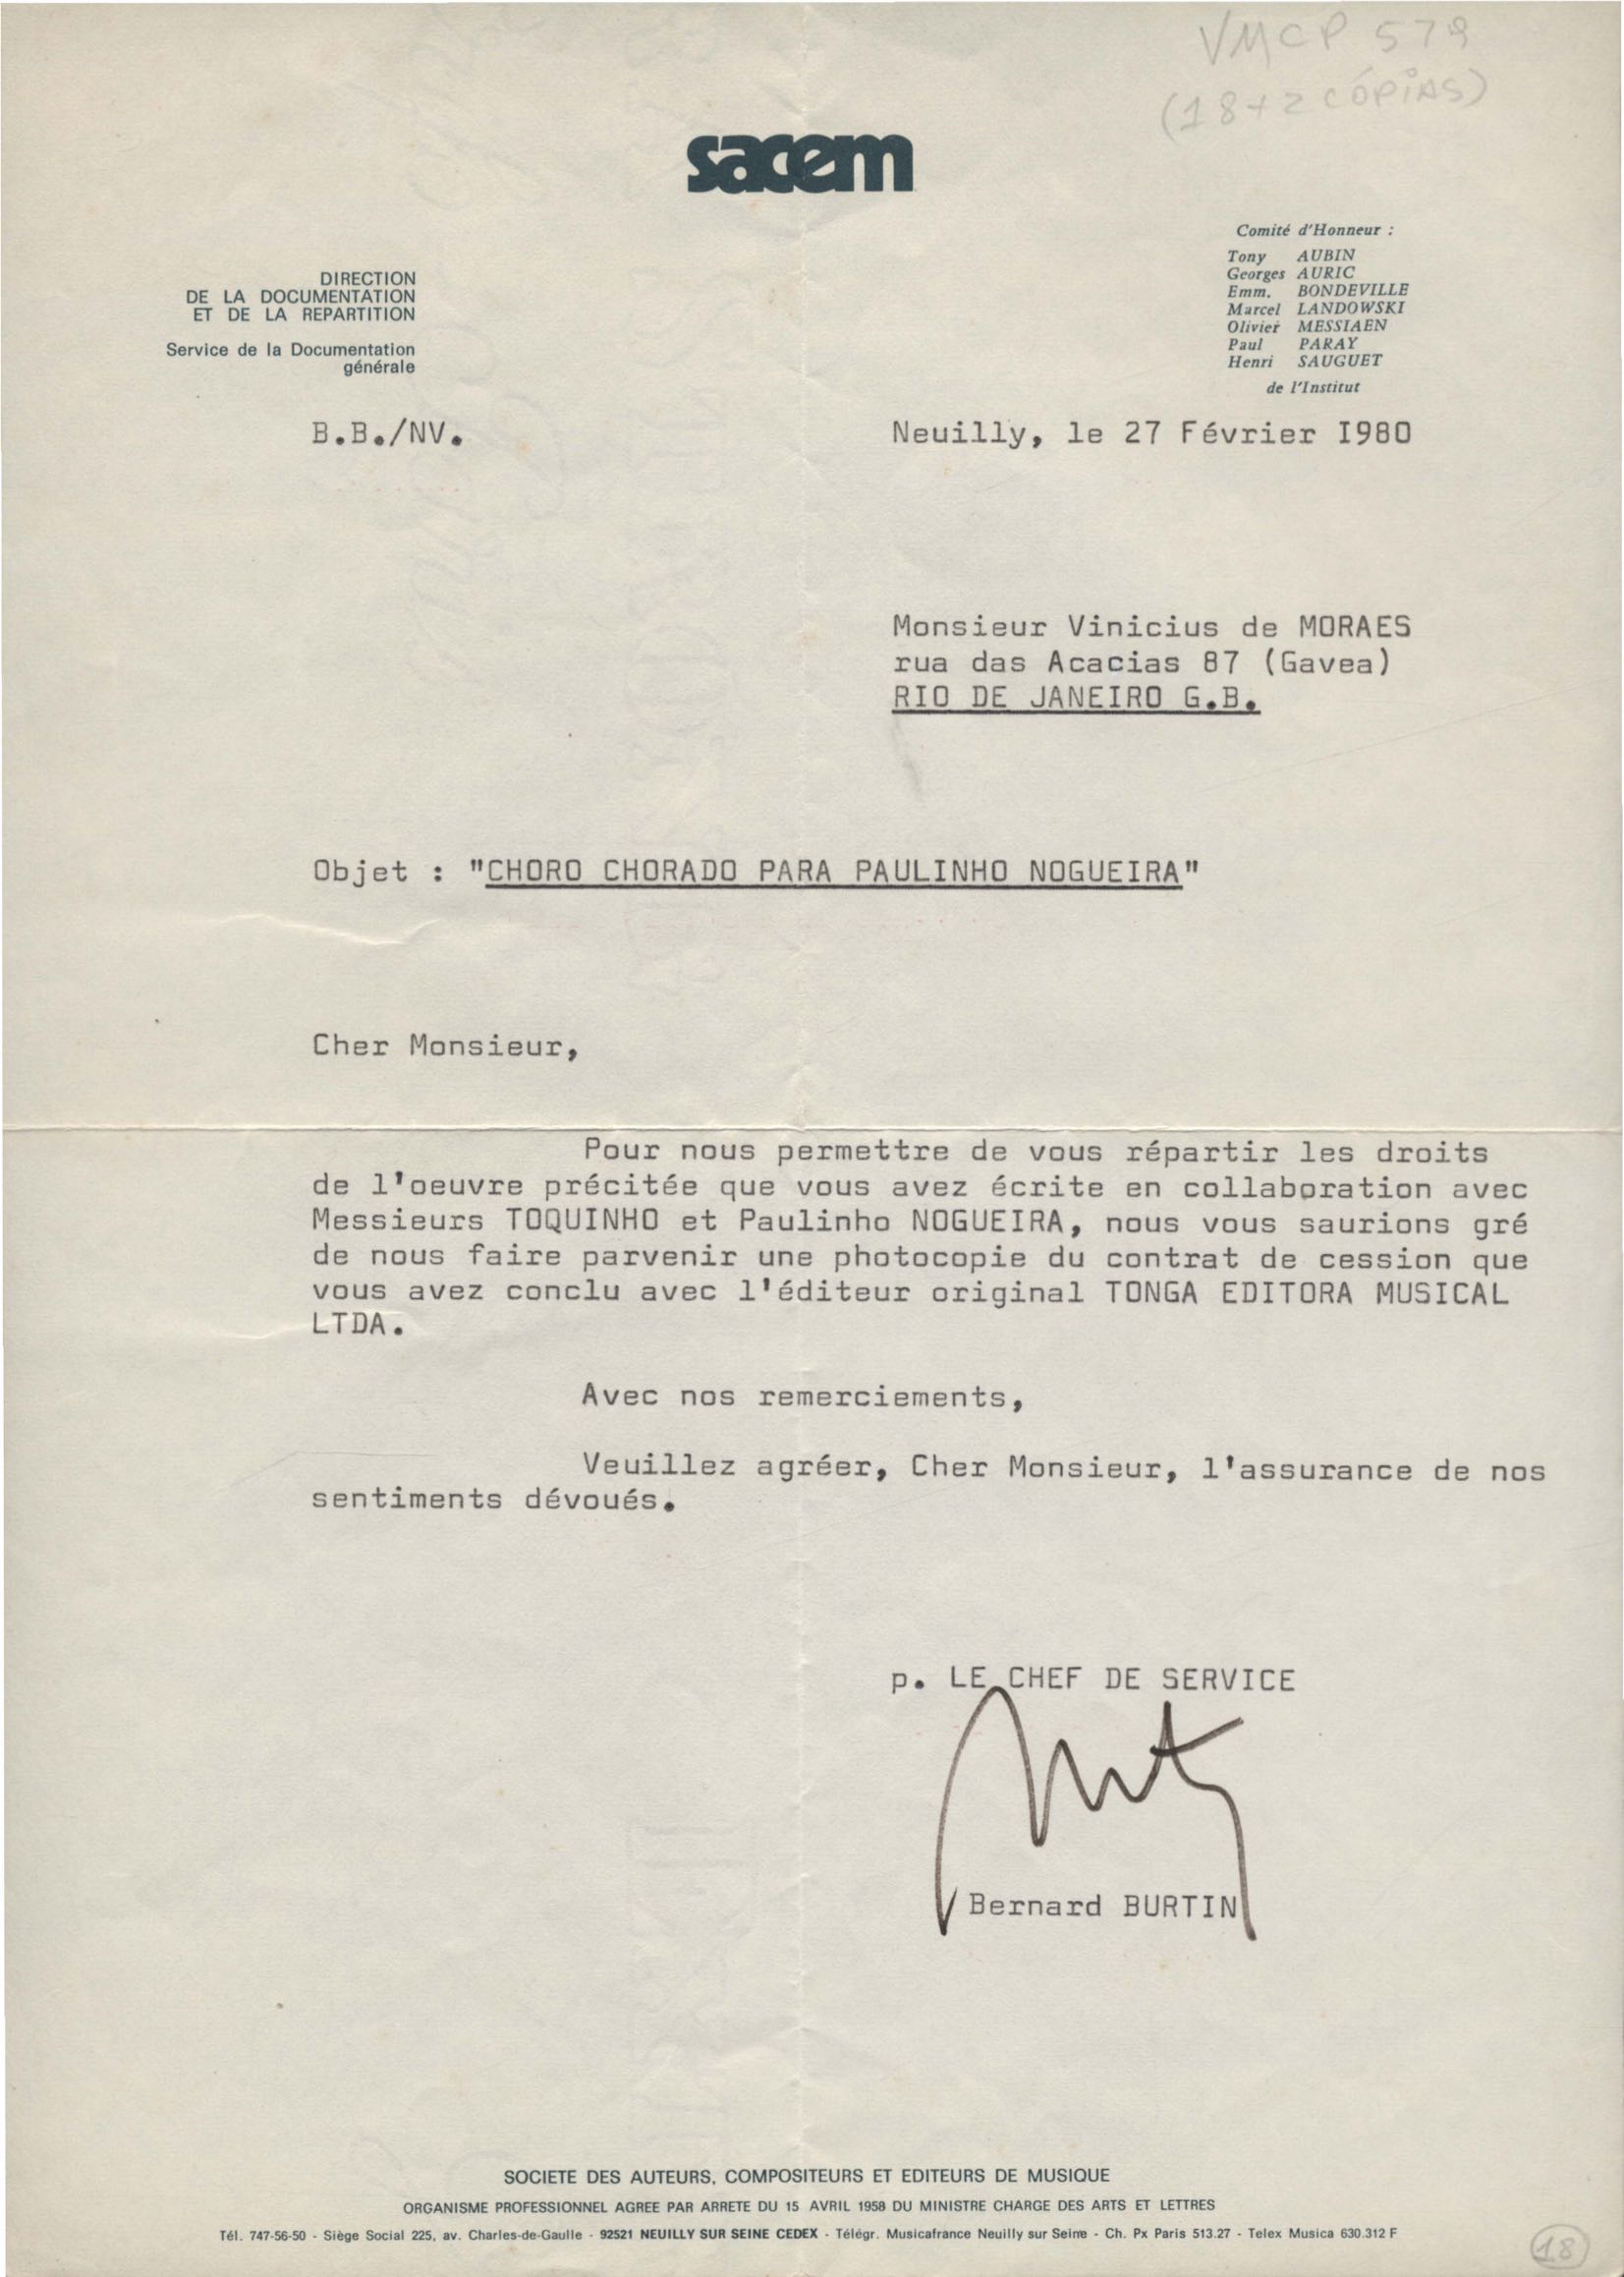 VMCP 579
(18+2 CÓPIAS)
sacem
Comité d'Honneur :
Tony AUBIN
Georges AURIC
Emm. BONDEVILLE
Marcel LANDOWSKI
Olivier MESSIAEN
Paul PARAY
Henri SAUGUET
de l'Institut
DIRECTION
DE LA DOCUMENTATION
ET DE LA REPARTITION
Service de la Documentation
générale
B.B./NV.
Neuilly, le 27 Février I980
Monsieur Vinicius de MORAES
rua das Acacias 87 (Gavea)
RIO DE JANEIRO G.B.
Objet : "CHORO CHORADO PARA PAULINHO NOGUEIRA"
Cher Monsieur,
Pour nous permettre de vous répartir les droits
de l'oeuvre précitée que vous avez écrite en collaboration avec
Messieurs TOQUINHO et Paulinho NOGUEIRA, nous vous saurions gré
de nous faire parvenir une photocopie du contrat de cession que
vous avez conclu avec l'éditeur original TONGA EDITORA MUSICAL
LTDA.
Avec nos remerciements,
Veuillez agréer, Cher Monsieur, l'assurance de nos
sentiments dévoués.
p. LE CHEF DE SERVICE
Bernard BURTIN
SOCIETE DES AUTEURS, COMPOSITEURS ET EDITEURS DE MUSIQUE
ORGANISME PROFESSIONNEL AGREE PAR ARRETE DU 15 AVRIL 1958 DU MINISTRE CHARGE DES ARTS ET LETTRES
Tél. 747-56-50 - Siège Social 225, av. Charles-de-Gaulle - 92521 NEUILLY SUR SEINE CEDEX - Télégr. Musicafrance Neuilly sur Seine - Ch. Px Paris 513.27 - Telex Musica 630.312 F
18